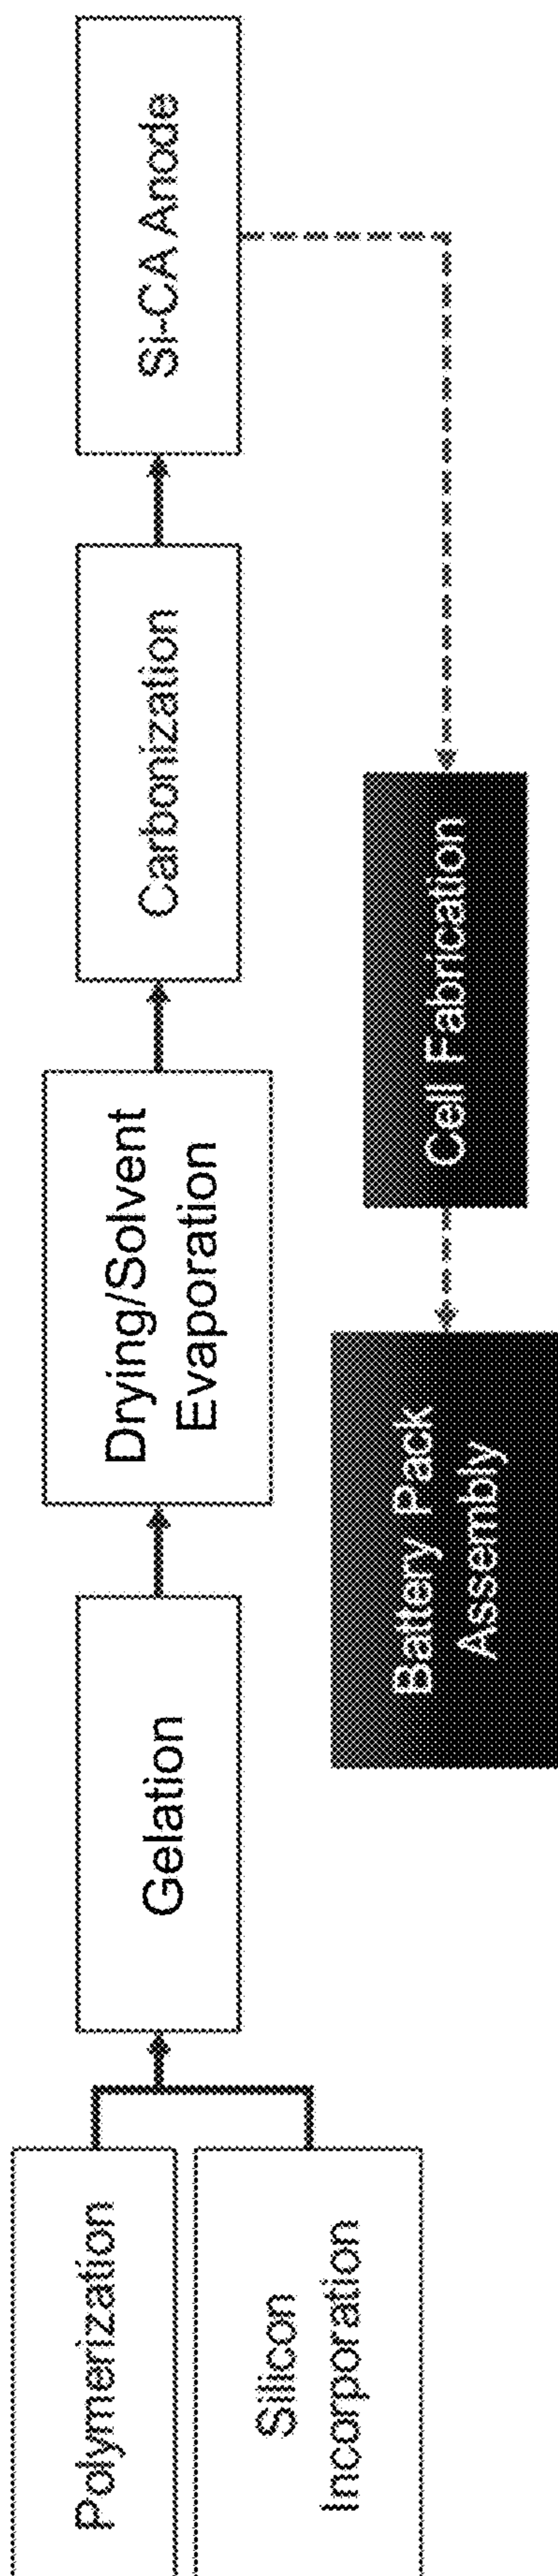 Polymerization
Silicon
Incorporation
Gelation
Drying/Solvent
Evaporation
Carbonization
Si-CA Anode
Cell Fabrication
Battery Pack
Assembly